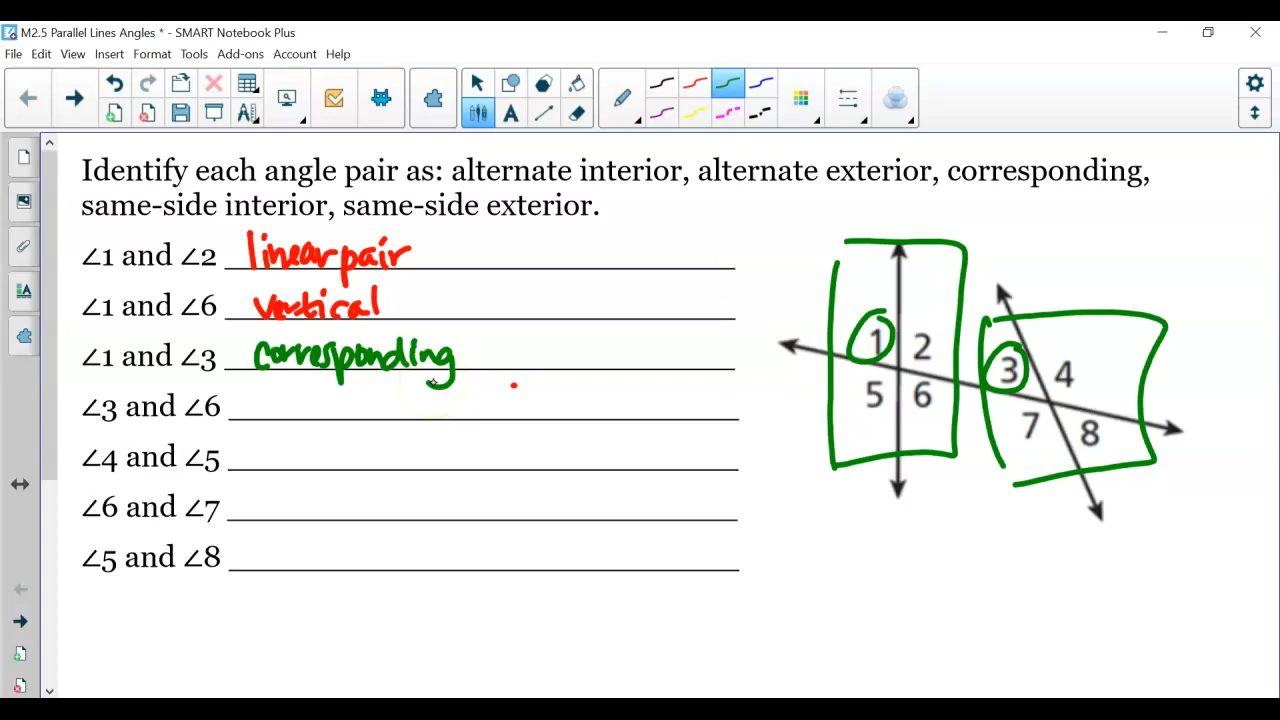 M2.5 Parallel Lines Angles * - SMART Notebook Plus
File Edit View Insert Format Tools Add-ons Account Help
Identify each angle pair as: alternate interior, alternate exterior, corresponding,
same-side interior, same-side exterior.
∠1 and ∠2 linear pair
∠1 and ∠6 vertical
∠1 and ∠3 corresponding
∠3 and ∠6
∠4 and ∠5
∠6 and ∠7
∠5 and ∠8
1 2 3 4
5 6 7 8